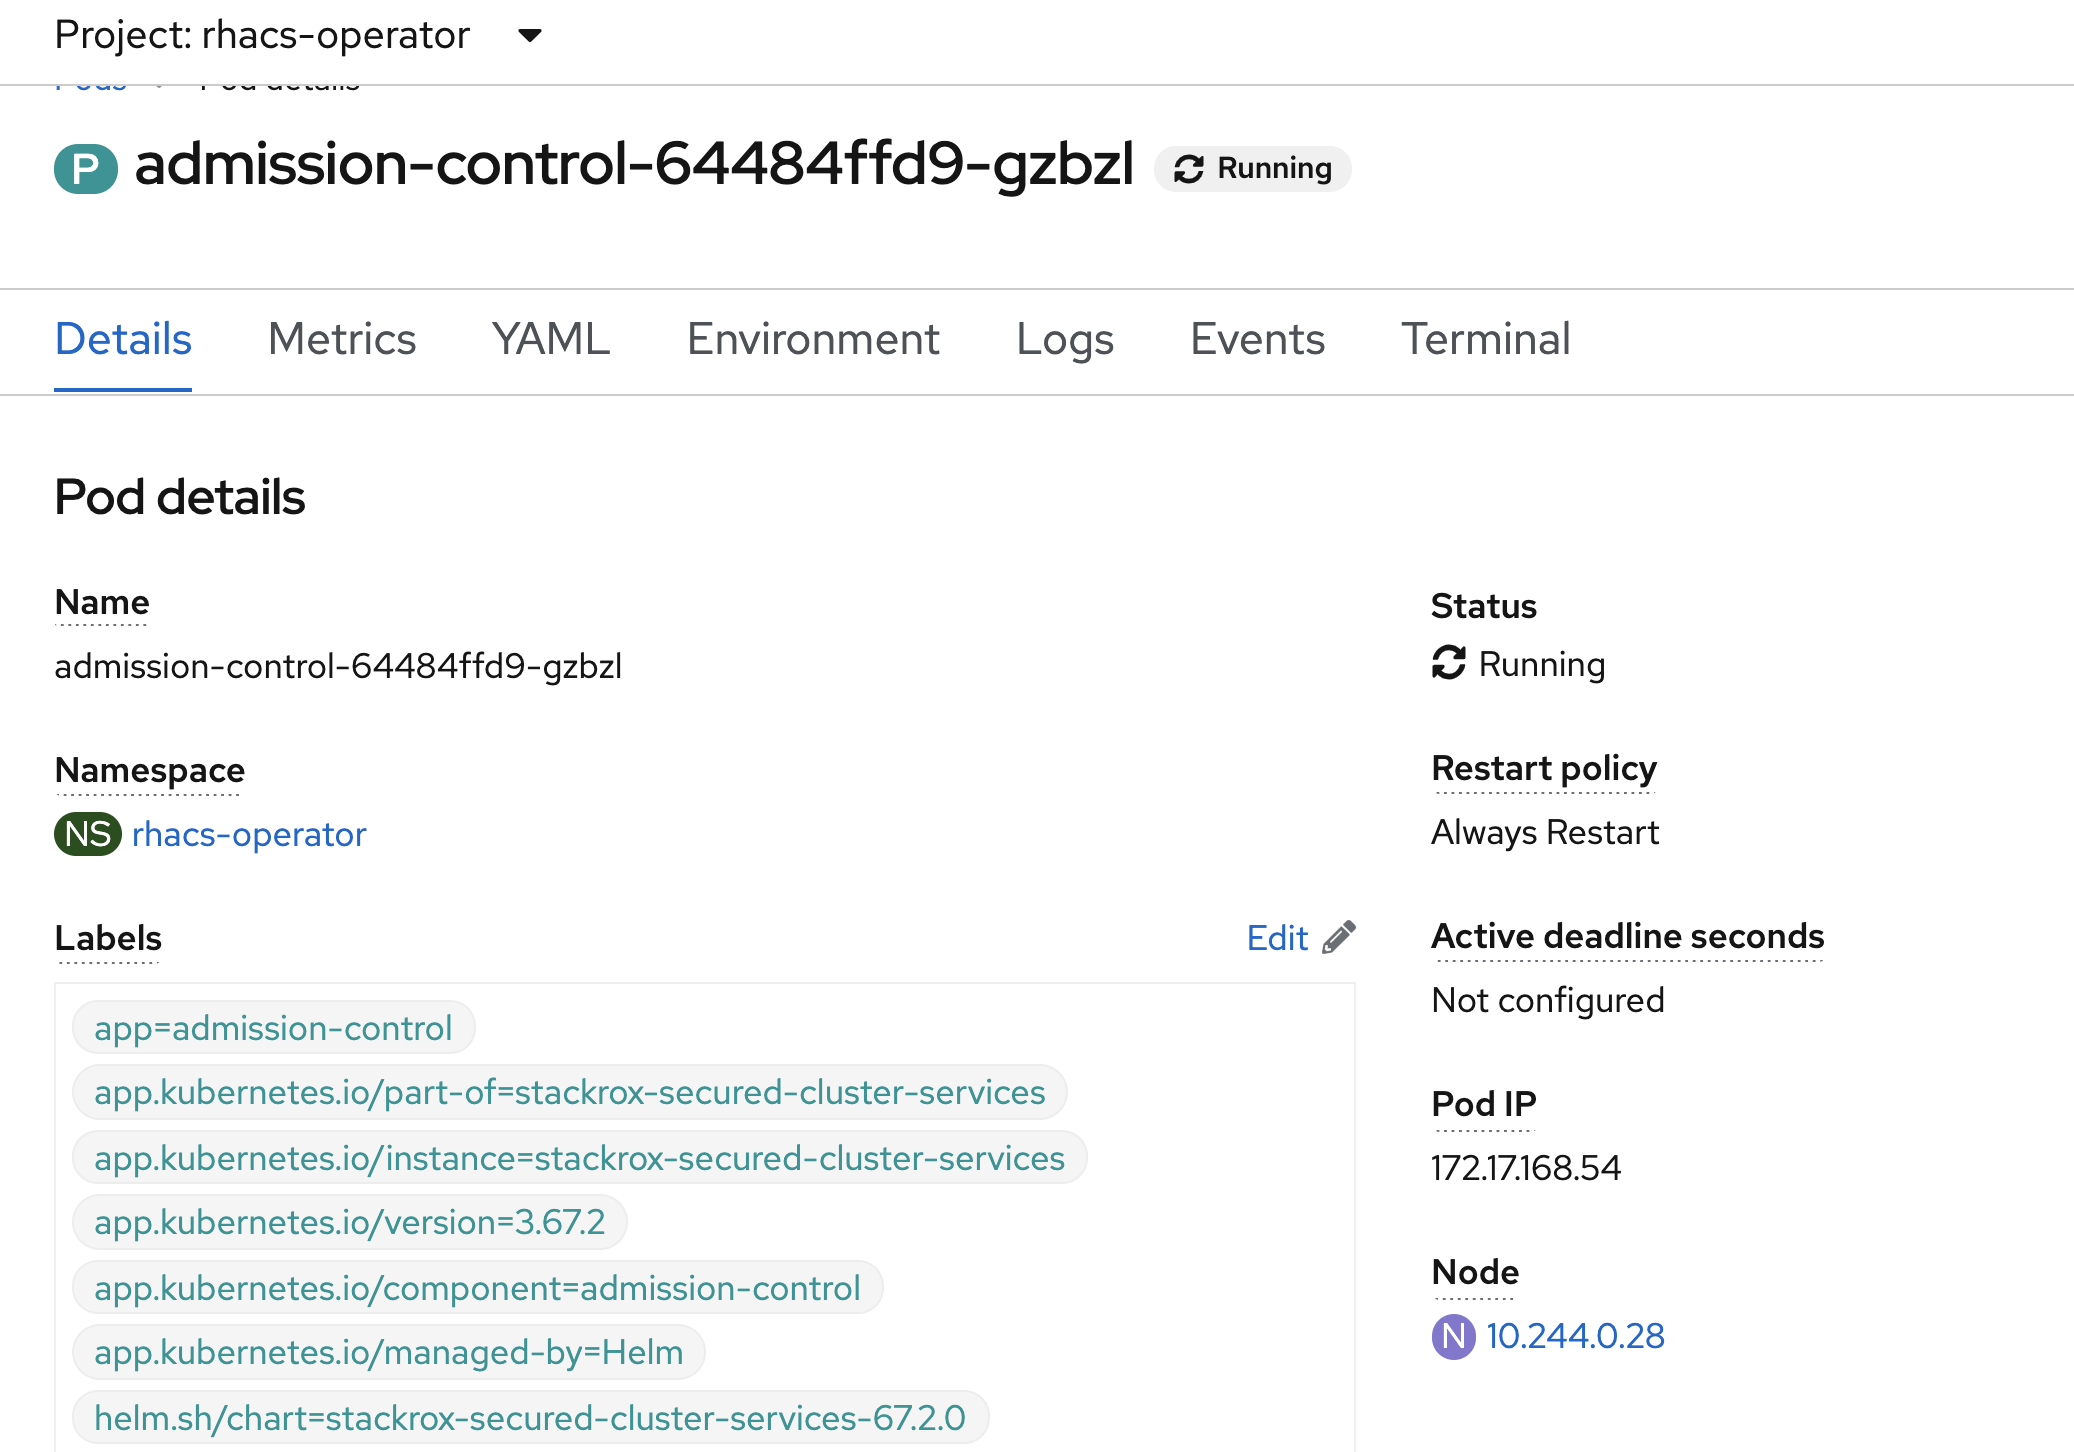 Project: rhacs-operator
Pods Pod details
P admission-control-64484ffd9-gzbzl Running
Details Metrics YAML Environment Logs Events Terminal
Pod details
Name
admission-control-64484ffd9-gzbzl
Status
Running
Namespace
NS rhacs-operator
Restart policy
Always Restart
Labels Edit
Active deadline seconds
Not configured
app=admission-control
app.kubernetes.io/part-of=stackrox-secured-cluster-services
app.kubernetes.io/instance=stackrox-secured-cluster-services
app.kubernetes.io/version=3.67.2
app.kubernetes.io/component=admission-control
app.kubernetes.io/managed-by=Helm
helm.sh/chart=stackrox-secured-cluster-services-67.2.0
Pod IP
172.17.168.54
Node
N 10.244.0.28